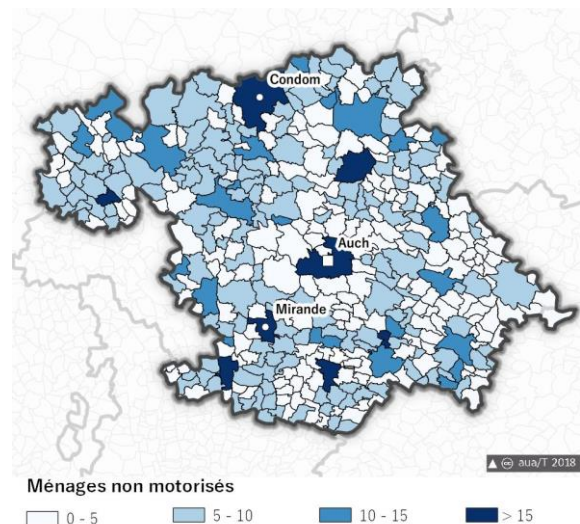 Condom
Auch
Mirande
aua/T 2018
Ménages non motorisés
0 - 5
5 - 10
10 - 15
> 15